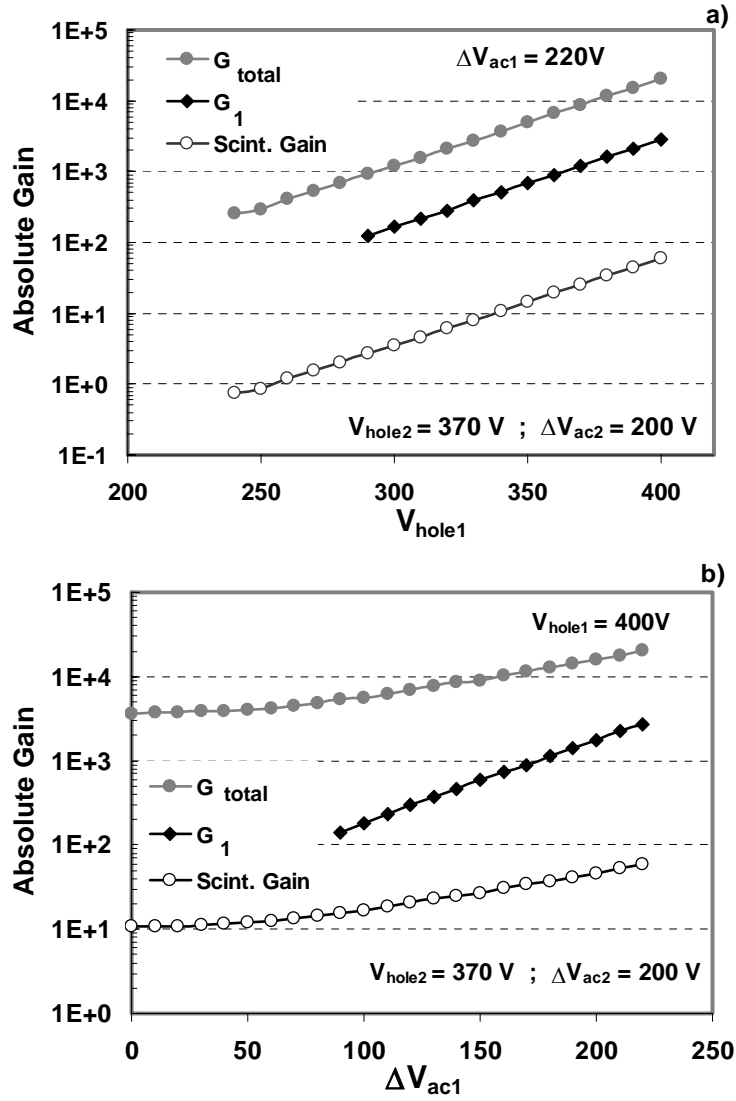 a)
1E+5
1E+4
1E+3
1E+2
1E+1
1E+0
1E-1
Absolute Gain
G total
G 1
Scint. Gain
ΔVac1 = 220V
Vhole2 = 370 V ; ΔVac2 = 200 V
200 250 300 350 400
Vhole1
b)
1E+5
1E+4
1E+3
1E+2
1E+1
1E+0
Absolute Gain
Vhole1 = 400V
G total
G 1
Scint. Gain
Vhole2 = 370 V ; ΔVac2 = 200 V
0 50 100 150 200 250
ΔVac1